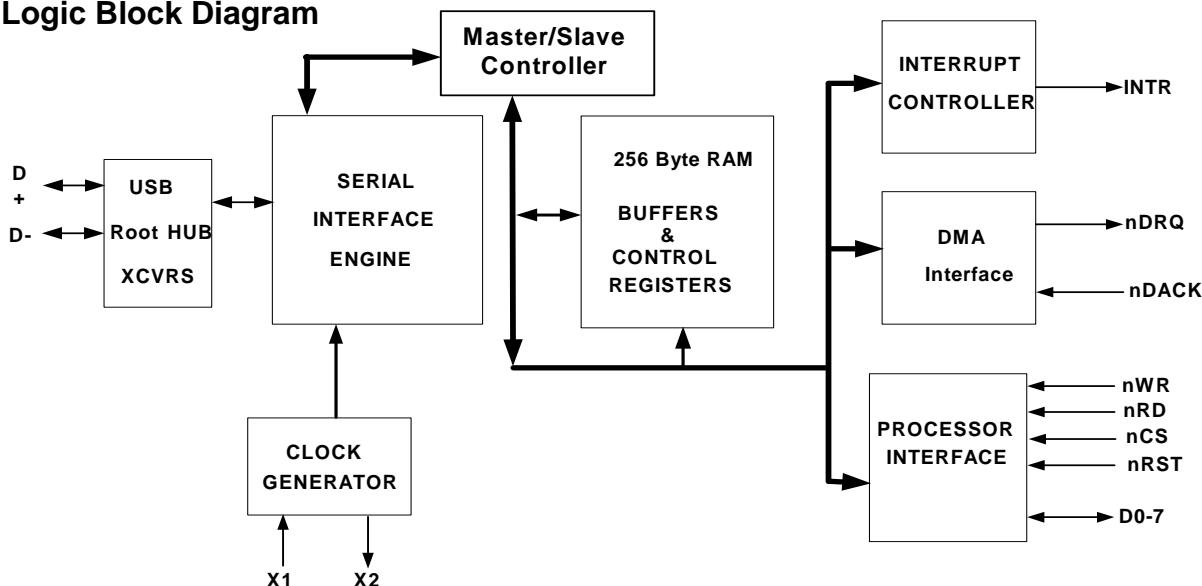 Logic Block Diagram
Master/Slave
Controller
INTERRUPT
CONTROLLER
INTR
256 Byte RAM
BUFFERS
&
CONTROL
REGISTERS
SERIAL
INTERFACE
ENGINE
D
+
D-
USB
Root HUB
XCVRS
DMA
Interface
nDRQ
nDACK
CLOCK
GENERATOR
X1
X2
PROCESSOR
INTERFACE
nWR
nRD
nCS
nRST
D0-7